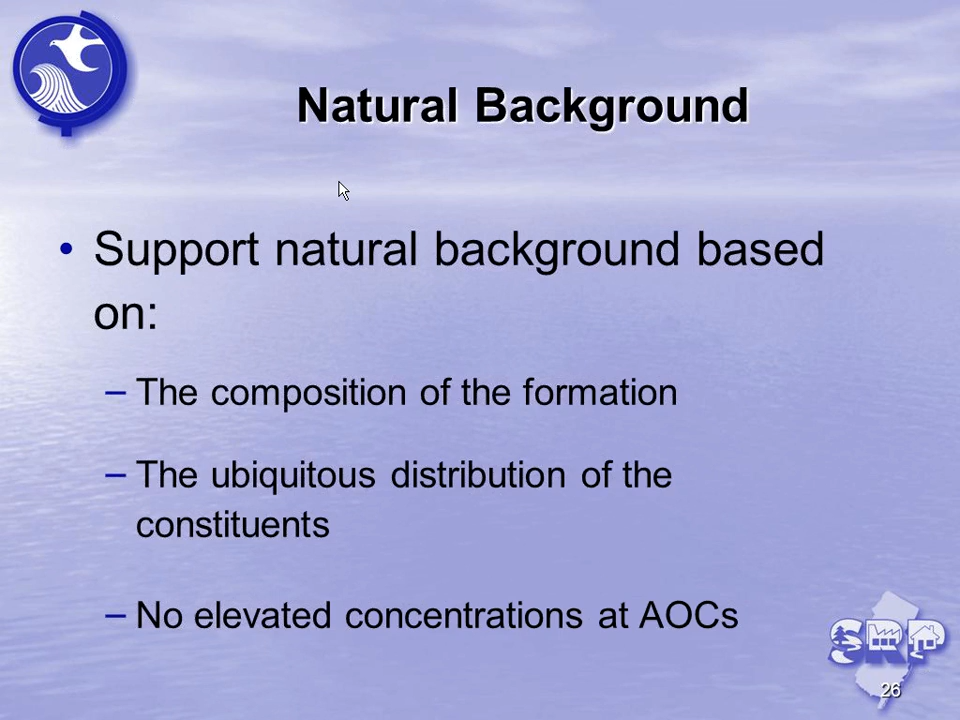 Natural Background
• Support natural background based
on:
– The composition of the formation
– The ubiquitous distribution of the
constituents
– No elevated concentrations at AOCs
SRP
26